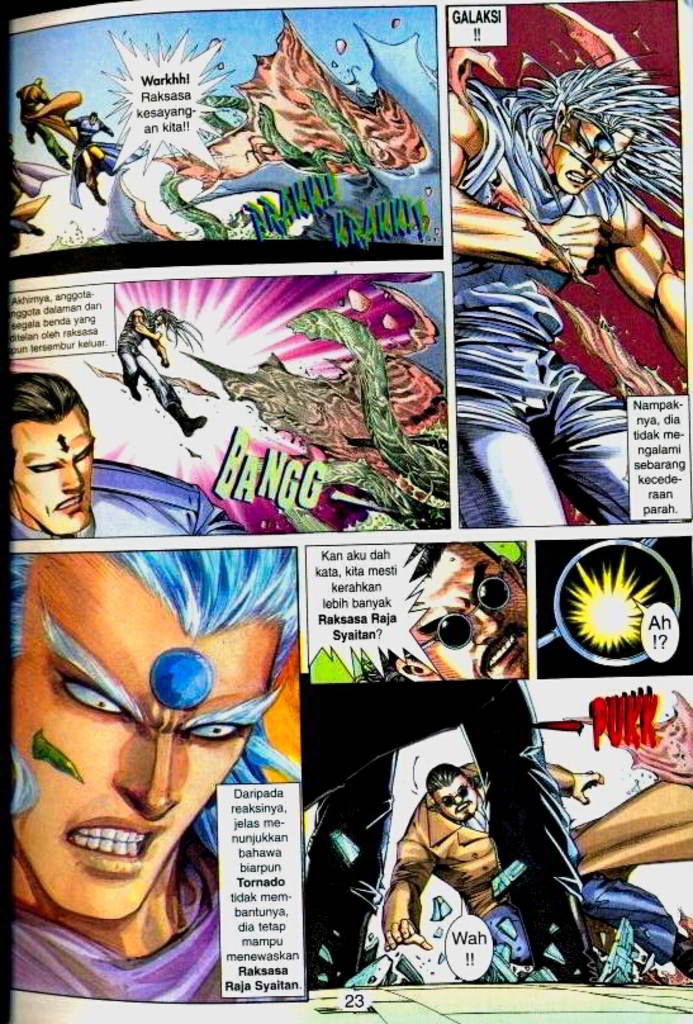 Warkhh!
Raksasa
kesayang-
an kita!!
PRAKK!!
KRAKKK!
GALAKSI
!!
Akhirnya, anggota-
anggota dalaman dan
segala benda yang
ditelan oleh raksasa
pun tersembur keluar.
BANGG
Nampak-
nya, dia
tidak me-
ngalami
sebarang
kecede-
raan
parah.
Daripada
reaksinya,
jelas me-
nunjukkan
bahawa
biarpun
Tornado
tidak mem-
bantunya,
dia tetap
mampu
menewaskan
Raksasa
Raja Syaitan.
Kan aku dah
kata, kita mesti
kerahkan
lebih banyak
Raksasa Raja
Syaitan?
Ah
!?
PUKK
Wah
!!
23